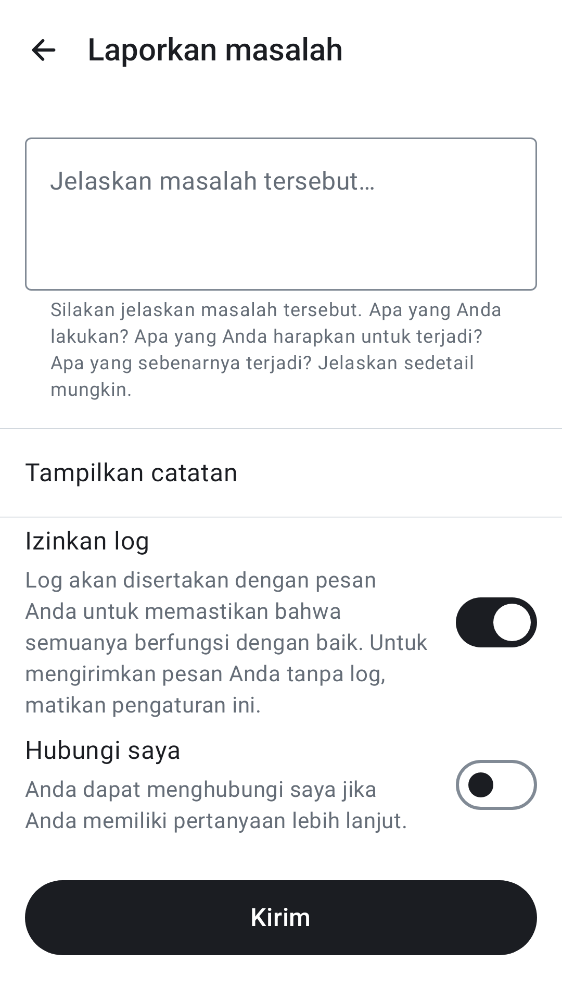 Laporkan masalah
Jelaskan masalah tersebut...
Silakan jelaskan masalah tersebut. Apa yang Anda
lakukan? Apa yang Anda harapkan untuk terjadi?
Apa yang sebenarnya terjadi? Jelaskan sedetail
mungkin.
Tampilkan catatan
Izinkan log
Log akan disertakan dengan pesan
Anda untuk memastikan bahwa
semuanya berfungsi dengan baik. Untuk
mengirimkan pesan Anda tanpa log,
matikan pengaturan ini.
Hubungi saya
Anda dapat menghubungi saya jika
Anda memiliki pertanyaan lebih lanjut.
Kirim